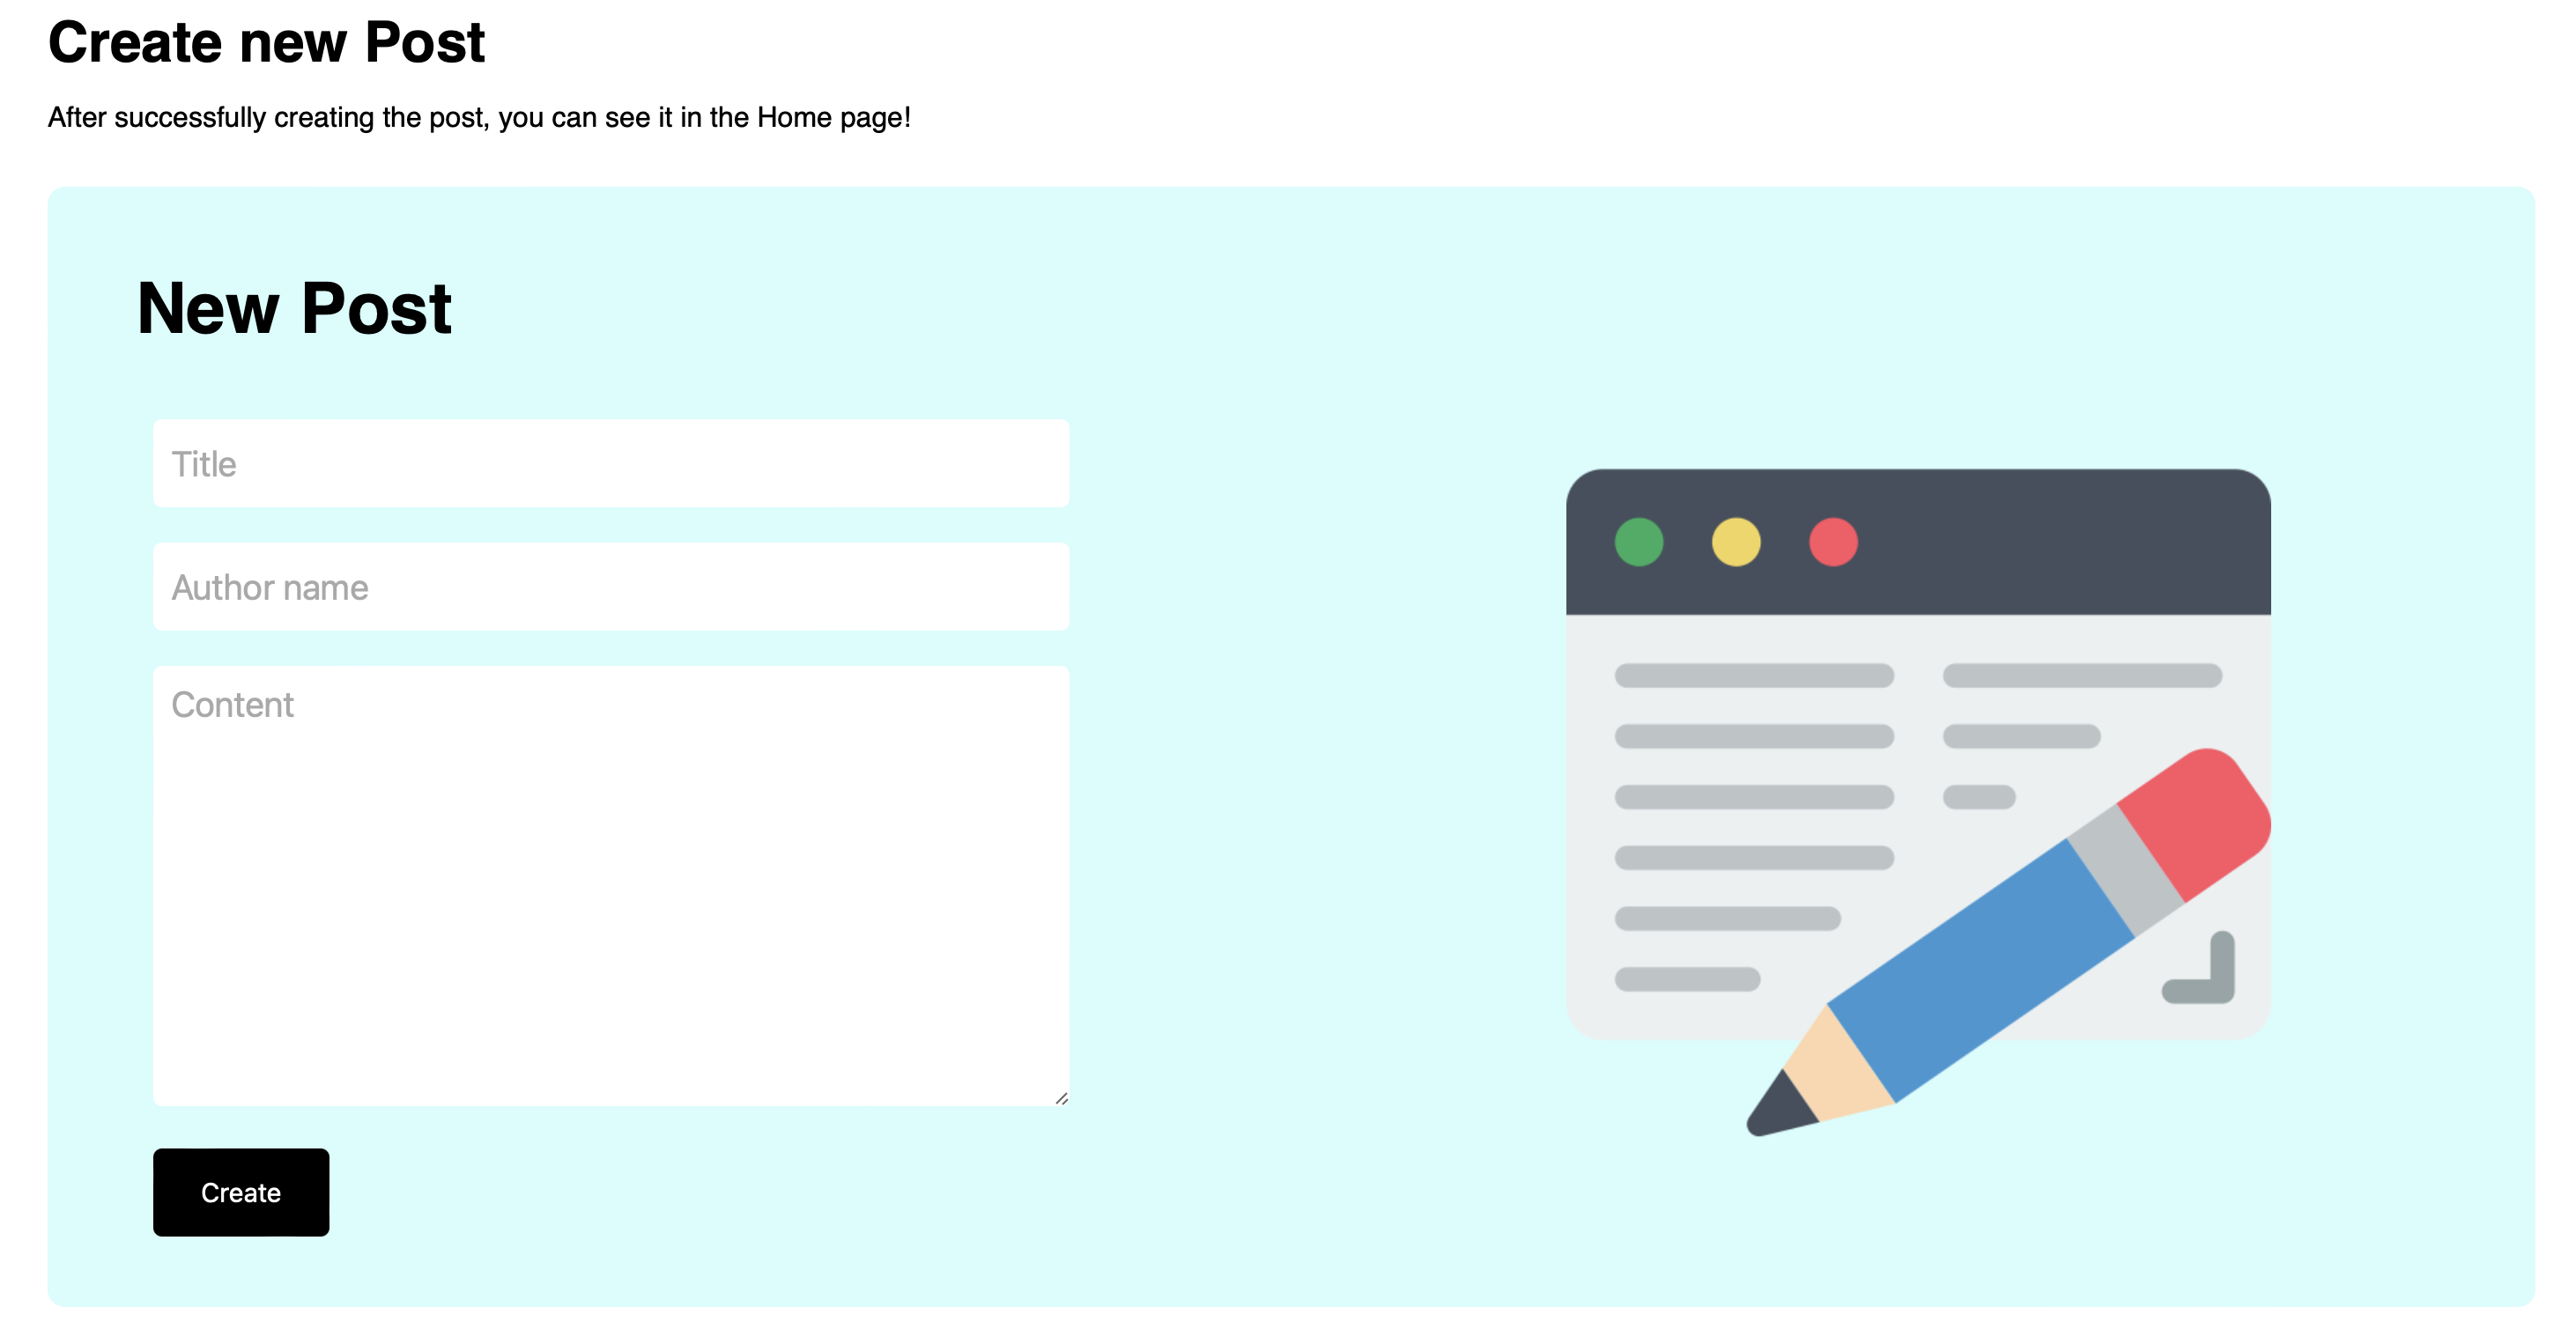 Create new Post
After successfully creating the post, you can see it in the Home page!
New Post
Title
Author name
Content
Create